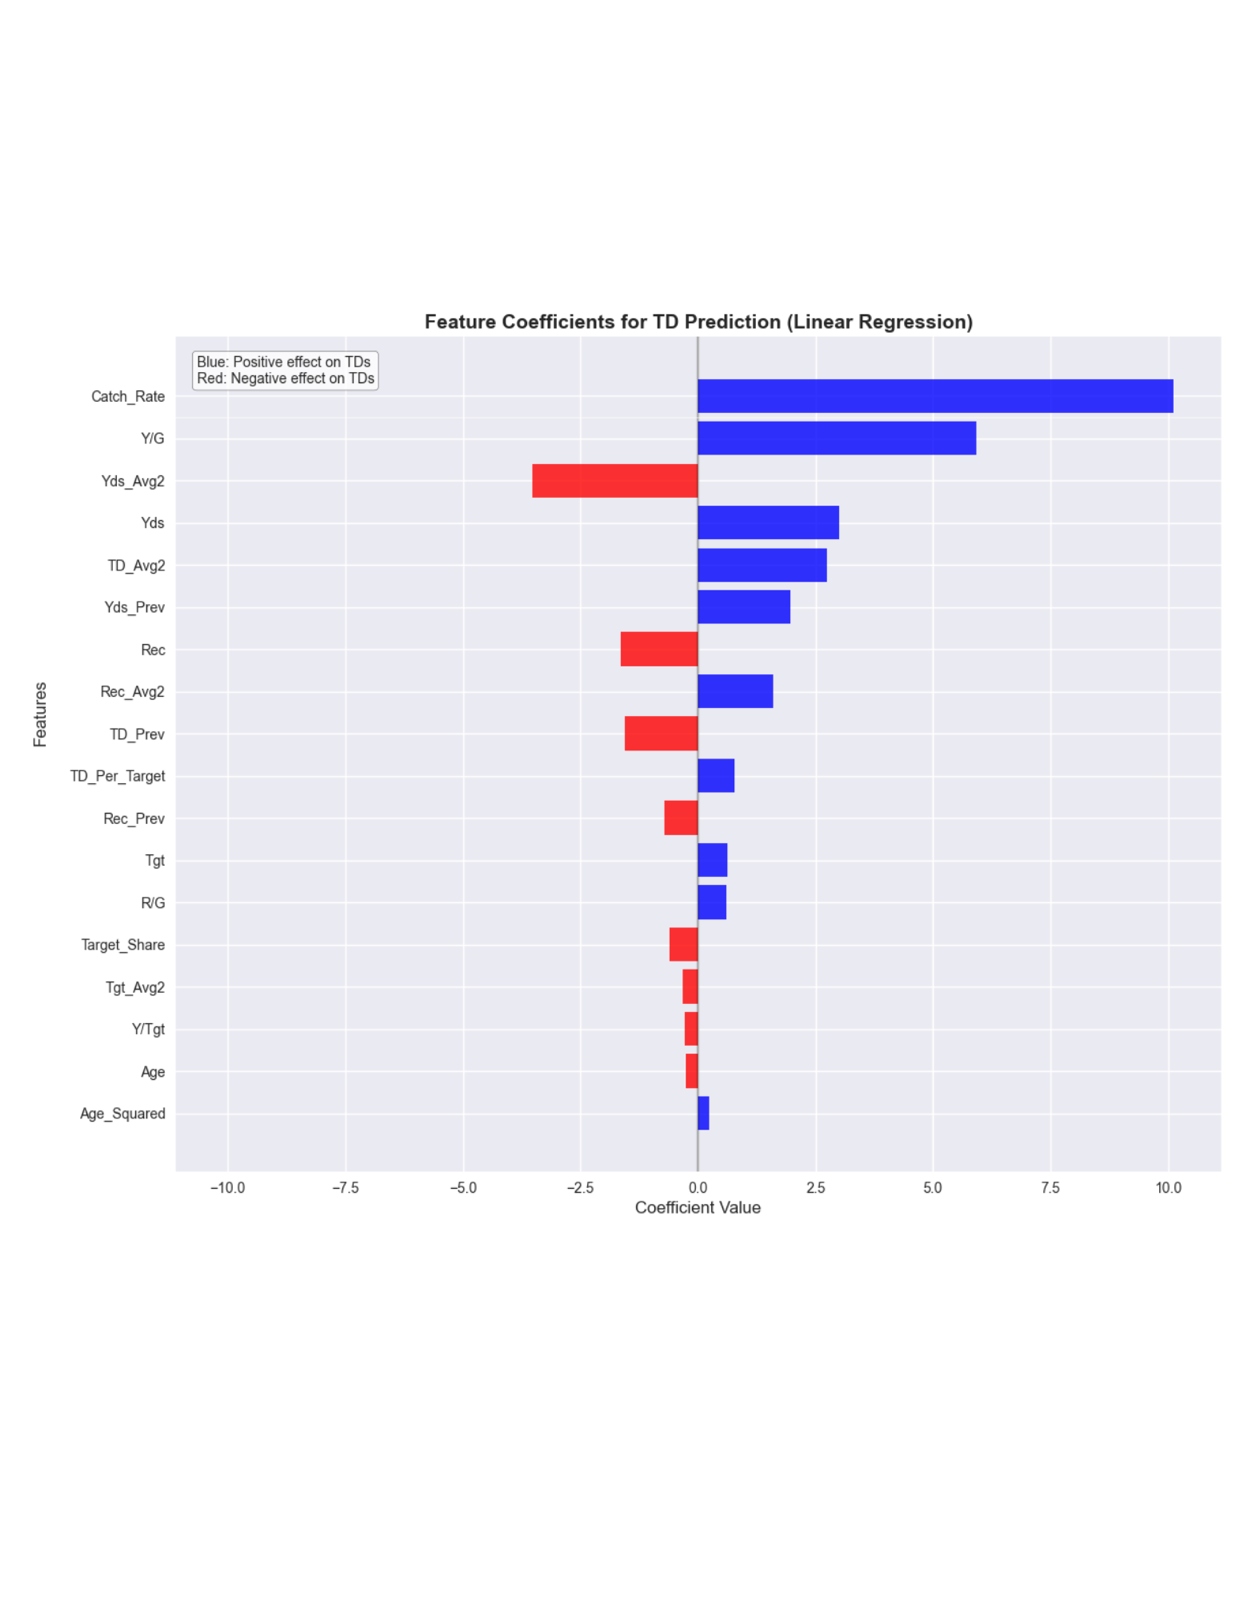 Feature Coefficients for TD Prediction (Linear Regression)
Blue: Positive effect on TDs
Red: Negative effect on TDs
Features
Catch_Rate
Y/G
Yds_Avg2
Yds
TD_Avg2
Yds_Prev
Rec
Rec_Avg2
TD_Prev
TD_Per_Target
Rec_Prev
Tgt
R/G
Target_Share
Tgt_Avg2
Y/Tgt
Age
Age_Squared
−10.0 −7.5 −5.0 −2.5 0.0 2.5 5.0 7.5 10.0
Coefficient Value